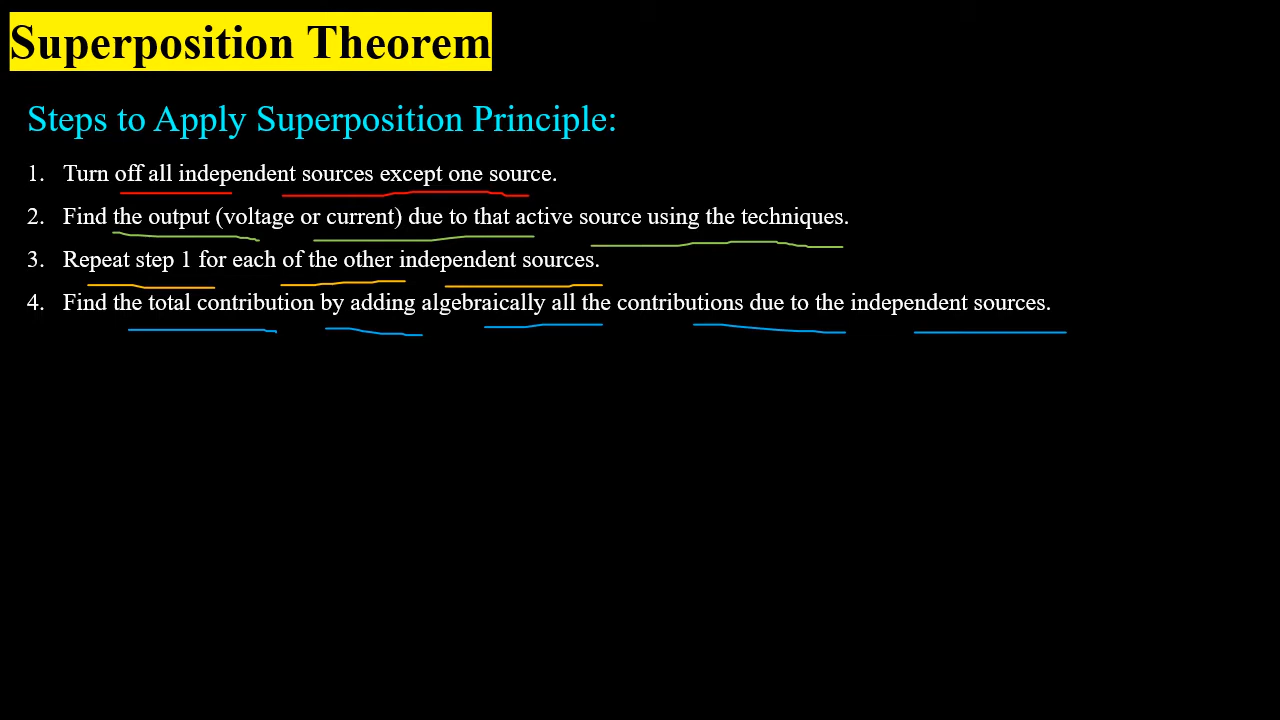 Superposition Theorem
Steps to Apply Superposition Principle:
1. Turn off all independent sources except one source.
2. Find the output (voltage or current) due to that active source using the techniques.
3. Repeat step 1 for each of the other independent sources.
4. Find the total contribution by adding algebraically all the contributions due to the independent sources.